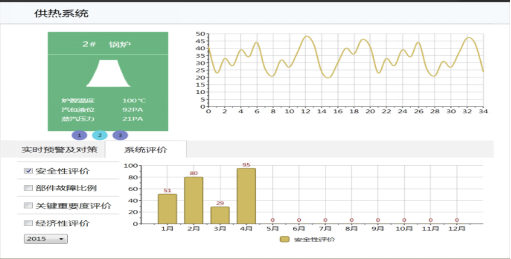 供热系统
2# 锅炉
炉膛温度 100℃
汽包液位 92PA
蒸汽压力 21PA
1 2 3
50
45
40
35
30
25
20
15
10
5
0
0 2 4 6 8 10 12 14 16 18 20 22 24 26 28 30 32 34
实时预警及对策 系统评价
安全性评价
部件故障比例
关键重要度评价
经济性评价
2015
100
80
60
40
20
0
51 80 29 95 0 0 0 0 0 0 0 0
1月 2月 3月 4月 5月 6月 7月 8月 9月 10月 11月 12月
安全性评价